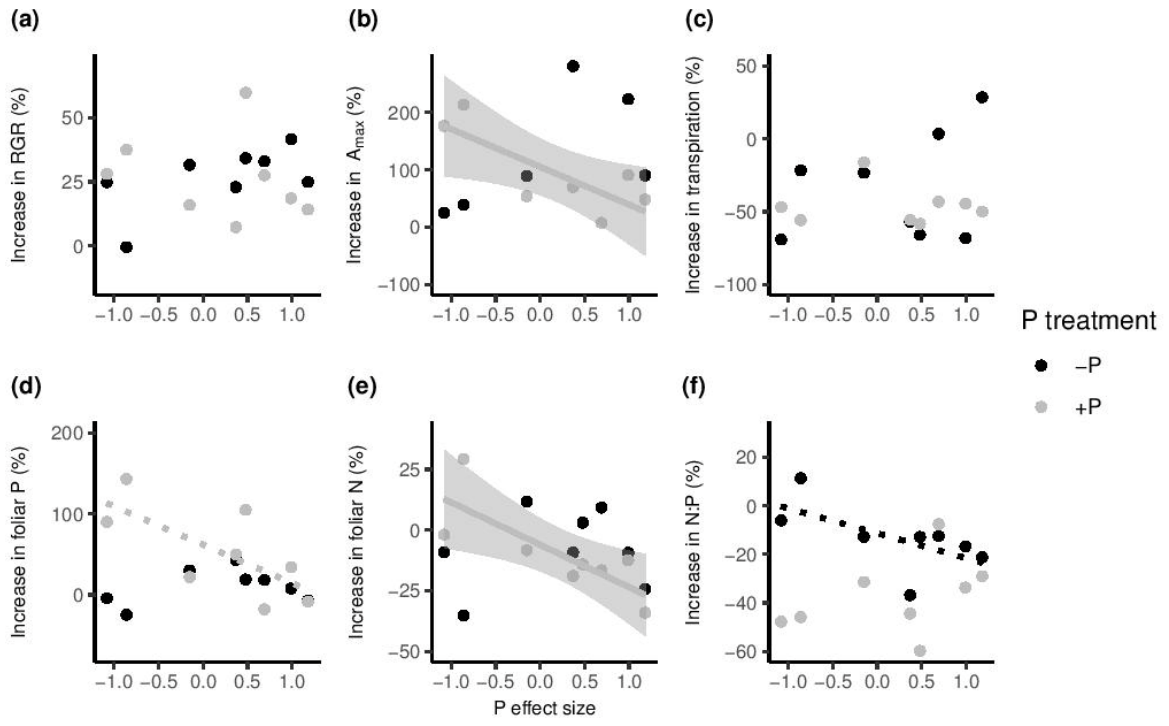 (a)
Increase in RGR (%)
50
25
0
−1.0 −0.5 0.0 0.5 1.0
(b)
Increase in Amax (%)
200
100
0
−100
−1.0 −0.5 0.0 0.5 1.0
(c)
Increase in transpiration (%)
50
0
−50
−100
−1.0 −0.5 0.0 0.5 1.0
(d)
Increase in foliar P (%)
200
100
0
−1.0 −0.5 0.0 0.5 1.0
(e)
Increase in foliar N (%)
25
0
−25
−50
−1.0 −0.5 0.0 0.5 1.0
P effect size
(f)
Increase in N:P (%)
20
0
−20
−40
−60
−1.0 −0.5 0.0 0.5 1.0
P treatment
−P
+P